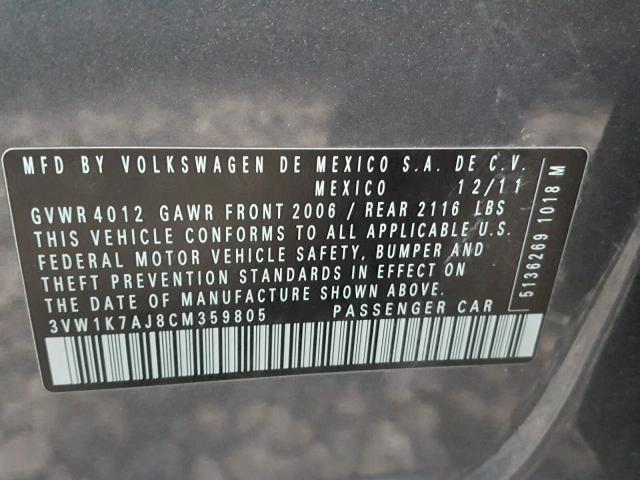 MFD BY VOLKSWAGEN DE MEXICO S.A. DE C.V.
MEXICO 12/11
GVWR 4012 GAWR FRONT 2006 / REAR 2116 LBS
THIS VEHICLE CONFORMS TO ALL APPLICABLE U.S.
FEDERAL MOTOR VEHICLE SAFETY, BUMPER AND
THEFT PREVENTION STANDARDS IN EFFECT ON
THE DATE OF MANUFACTURE SHOWN ABOVE.
3VW1K7AJ8CM359805 PASSENGER CAR
5196269 1018 M